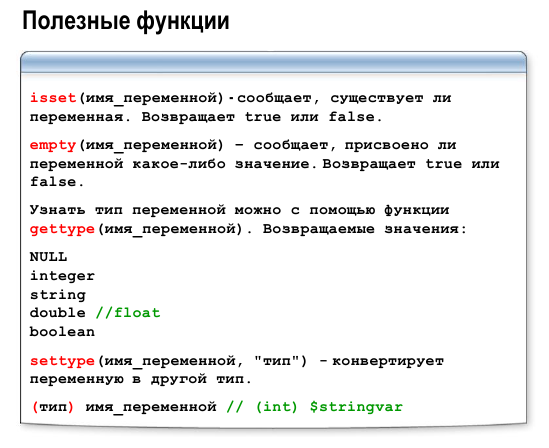 Полезные функции
isset(имя_переменной)-сообщает, существует ли
переменная. Возвращает true или false.
empty(имя_переменной) – сообщает, присвоено ли
переменной какое-либо значение. Возвращает true или
false.
Узнать тип переменной можно с помощью функции
gettype(имя_переменной). Возвращаемые значения:
NULL
integer
string
double //float
boolean
settype(имя_переменной, "тип") – конвертирует
переменную в другой тип.
(тип) имя_переменной // (int) $stringvar